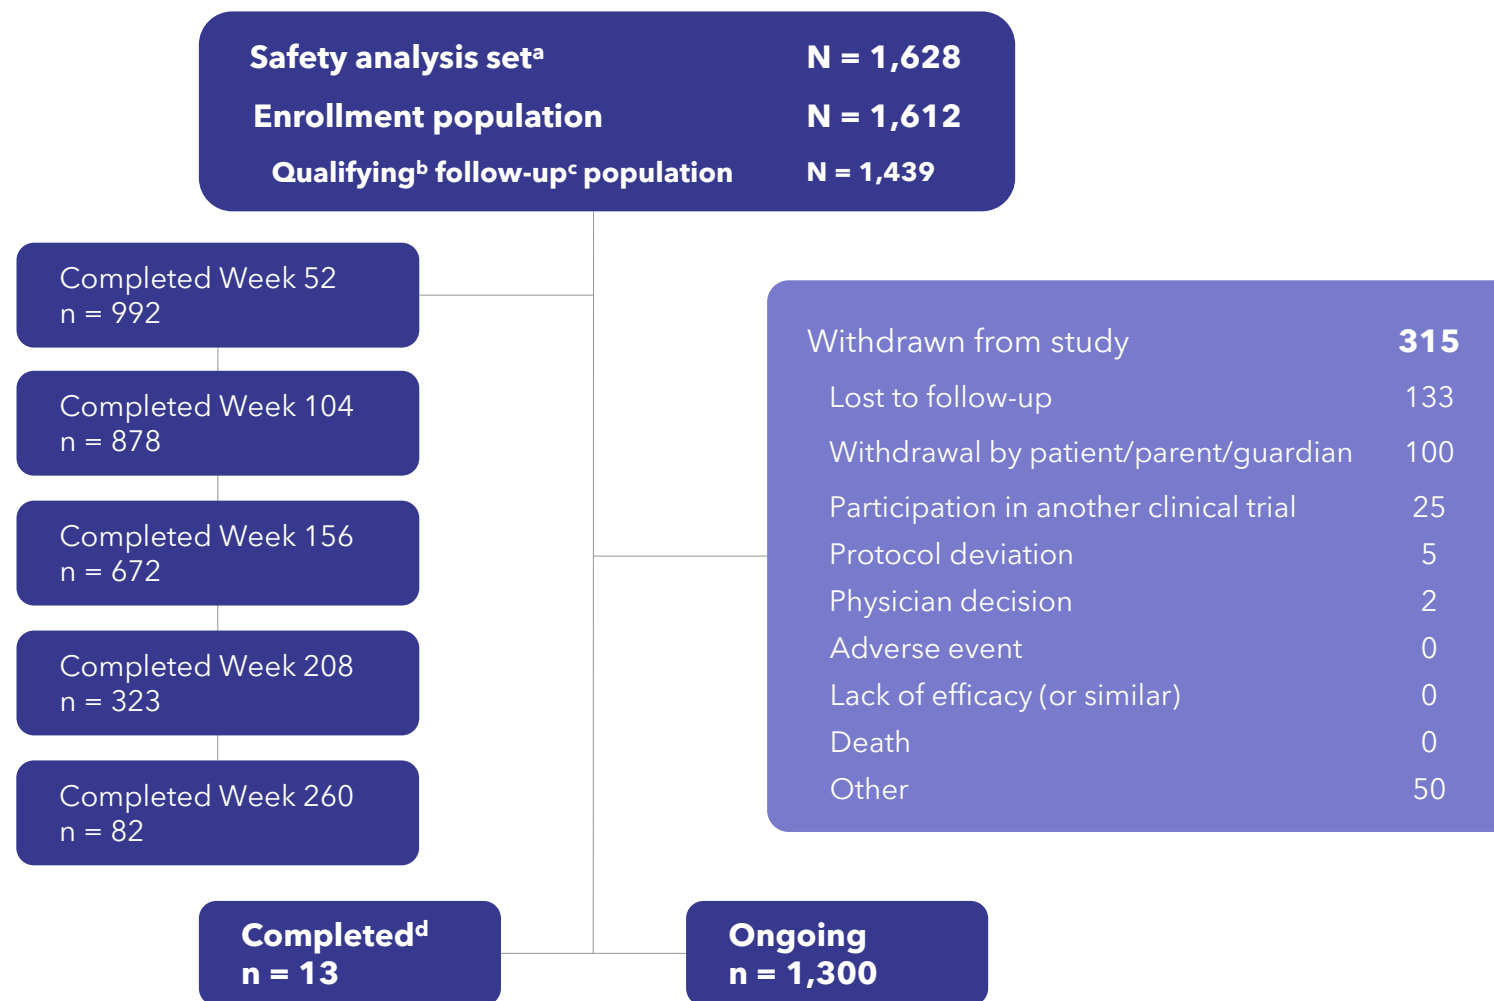 Safety analysis setᵃ N = 1,628
Enrollment population N = 1,612
Qualifyingᵇ follow-upᶜ population N = 1,439
Completed Week 52
n = 992
Completed Week 104
n = 878
Completed Week 156
n = 672
Completed Week 208
n = 323
Completed Week 260
n = 82
Withdrawn from study 315
Lost to follow-up 133
Withdrawal by patient/parent/guardian 100
Participation in another clinical trial 25
Protocol deviation 5
Physician decision 2
Adverse event 0
Lack of efficacy (or similar) 0
Death 0
Other 50
Completedᵈ
n = 13
Ongoing
n = 1,300